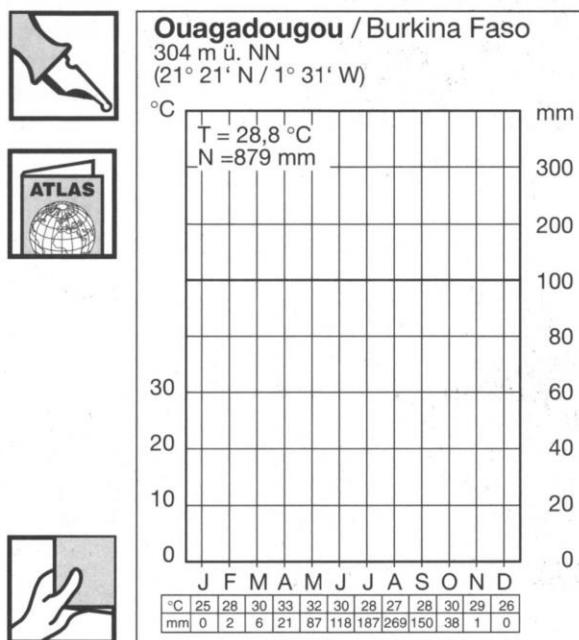 Ouagadougou / Burkina Faso
304 m ü. NN
(21° 21‘ N / 1° 31‘ W)
°C mm
T = 28,8 °C
N =879 mm
300
ATLAS
200
100
80
30 60
20 40
10 20
0 0
J F M A M J J A S O N D
°C 25 28 30 33 32 30 28 27 28 30 29 26
mm 0 2 6 21 87 118 187 269 150 38 1 0